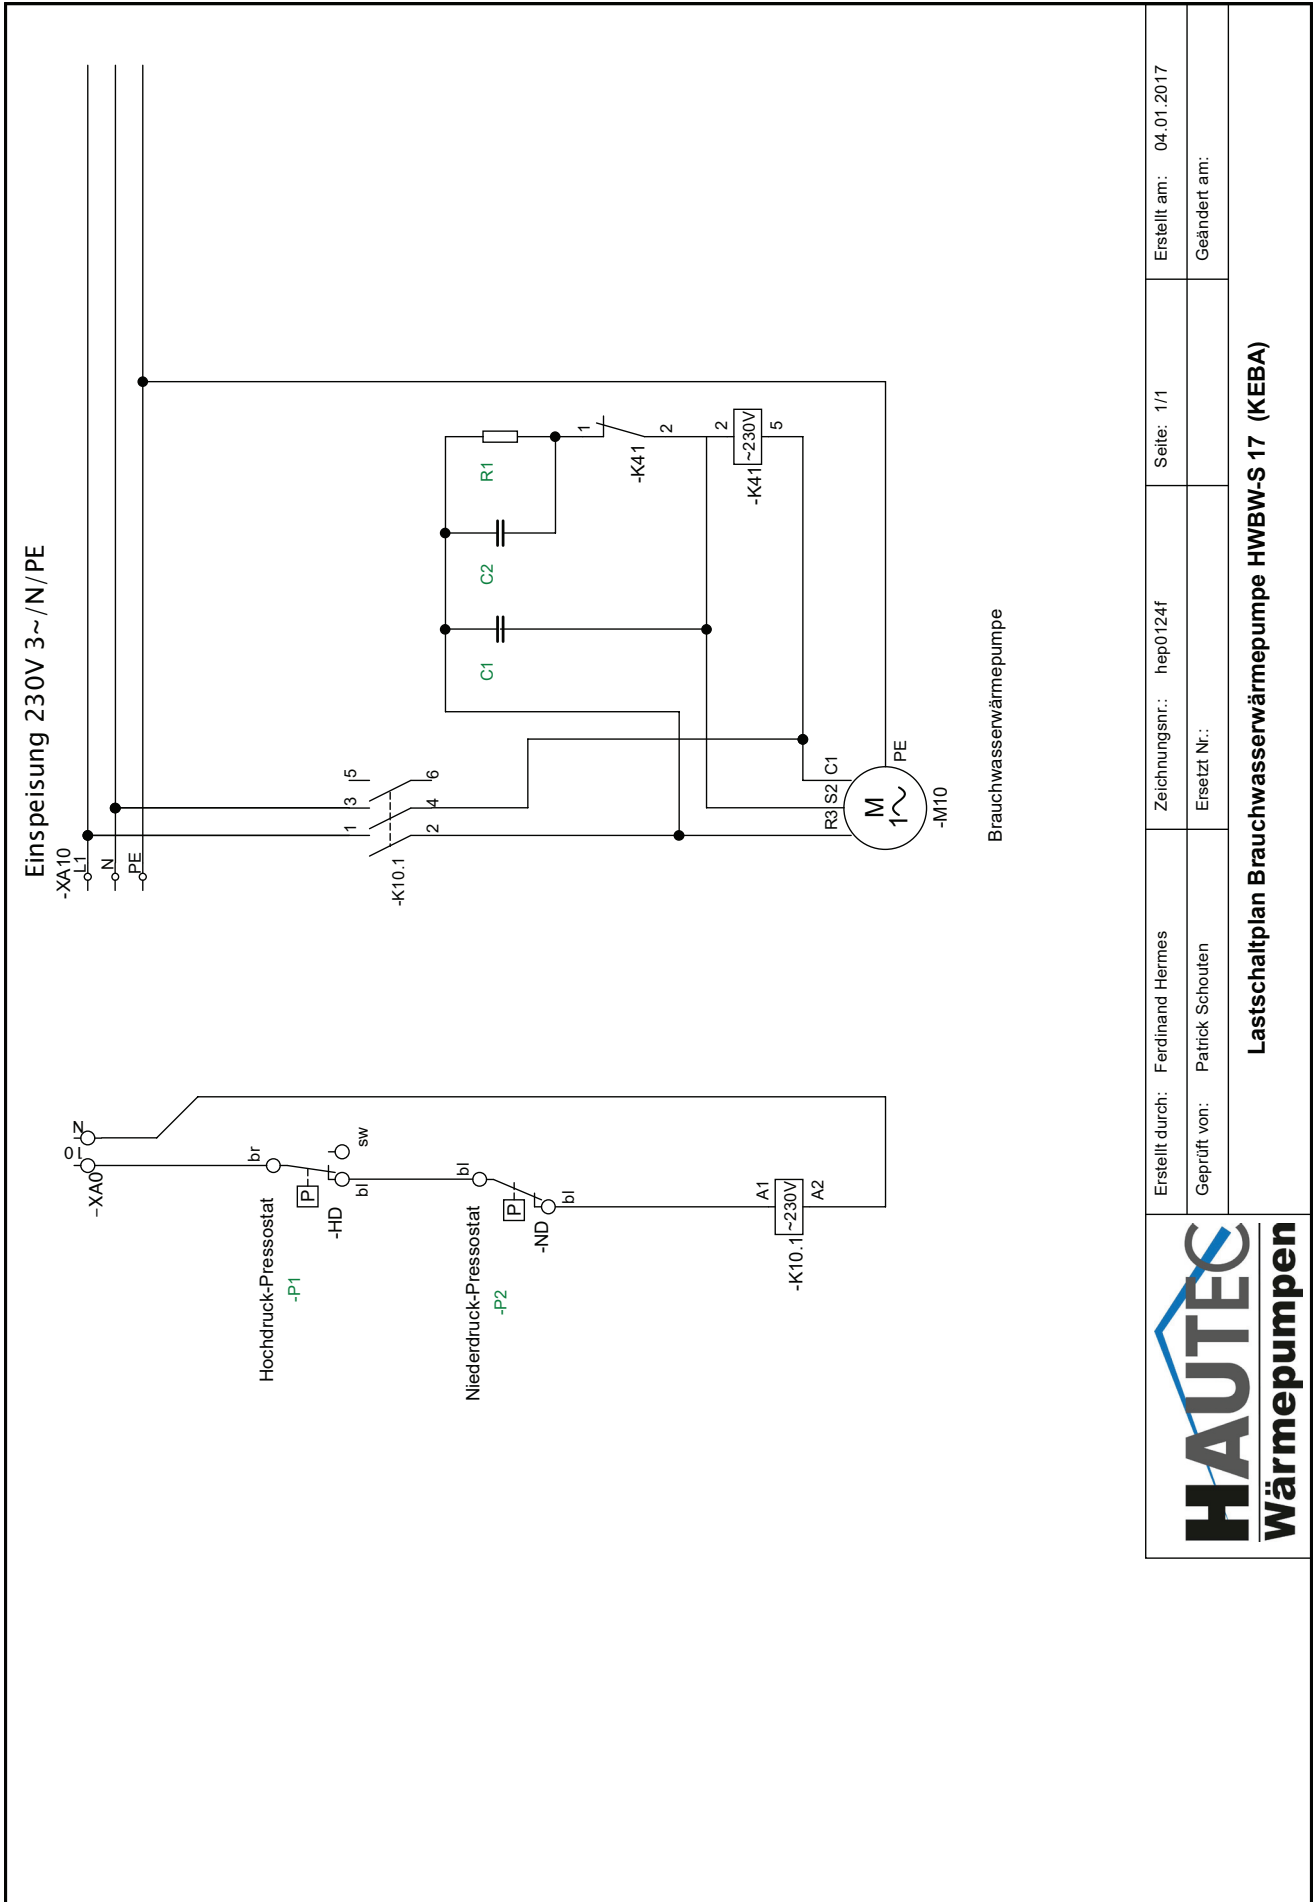 Einspeisung 230V 3~/N/PE
-XA10
L1
N
PE
-XA0
10
N
Hochdruck-Pressostat
-P1
br
P
-HD
bl
sw
Niederdruck-Pressostat
-P2
bl
P
-ND
bl
-K10.1
~230V
A1
A2
-K10.1
1
3
5
2
4
6
C1
C2
R1
-K41
1
2
-K41
~230V
2
5
R3
S2
C1
PE
M
1~
-M10
Brauchwasserwärmepumpe
HAUTEC
Wärmepumpen
Erstellt durch: Ferdinand Hermes
Zeichnungsnr.: hep0124f
Seite: 1/1
Erstellt am: 04.01.2017
Geprüft von: Patrick Schouten
Ersetzt Nr.:
Geändert am:
Lastschaltplan Brauchwasserwärmepumpe HWBW-S 17 (KEBA)